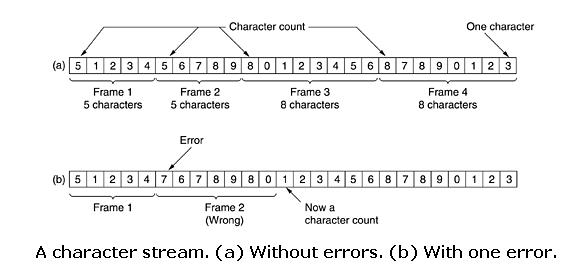 Character count One character
(a) 5 1 2 3 4 5 6 7 8 9 8 0 1 2 3 4 5 6 8 7 8 9 0 1 2 3
Frame 1 Frame 2 Frame 3 Frame 4
5 characters 5 characters 8 characters 8 characters
Error
(b) 5 1 2 3 4 7 6 7 8 9 8 0 1 2 3 4 5 6 8 7 8 9 0 1 2 3
Frame 1 Frame 2 Now a
(Wrong) character count
A character stream. (a) Without errors. (b) With one error.